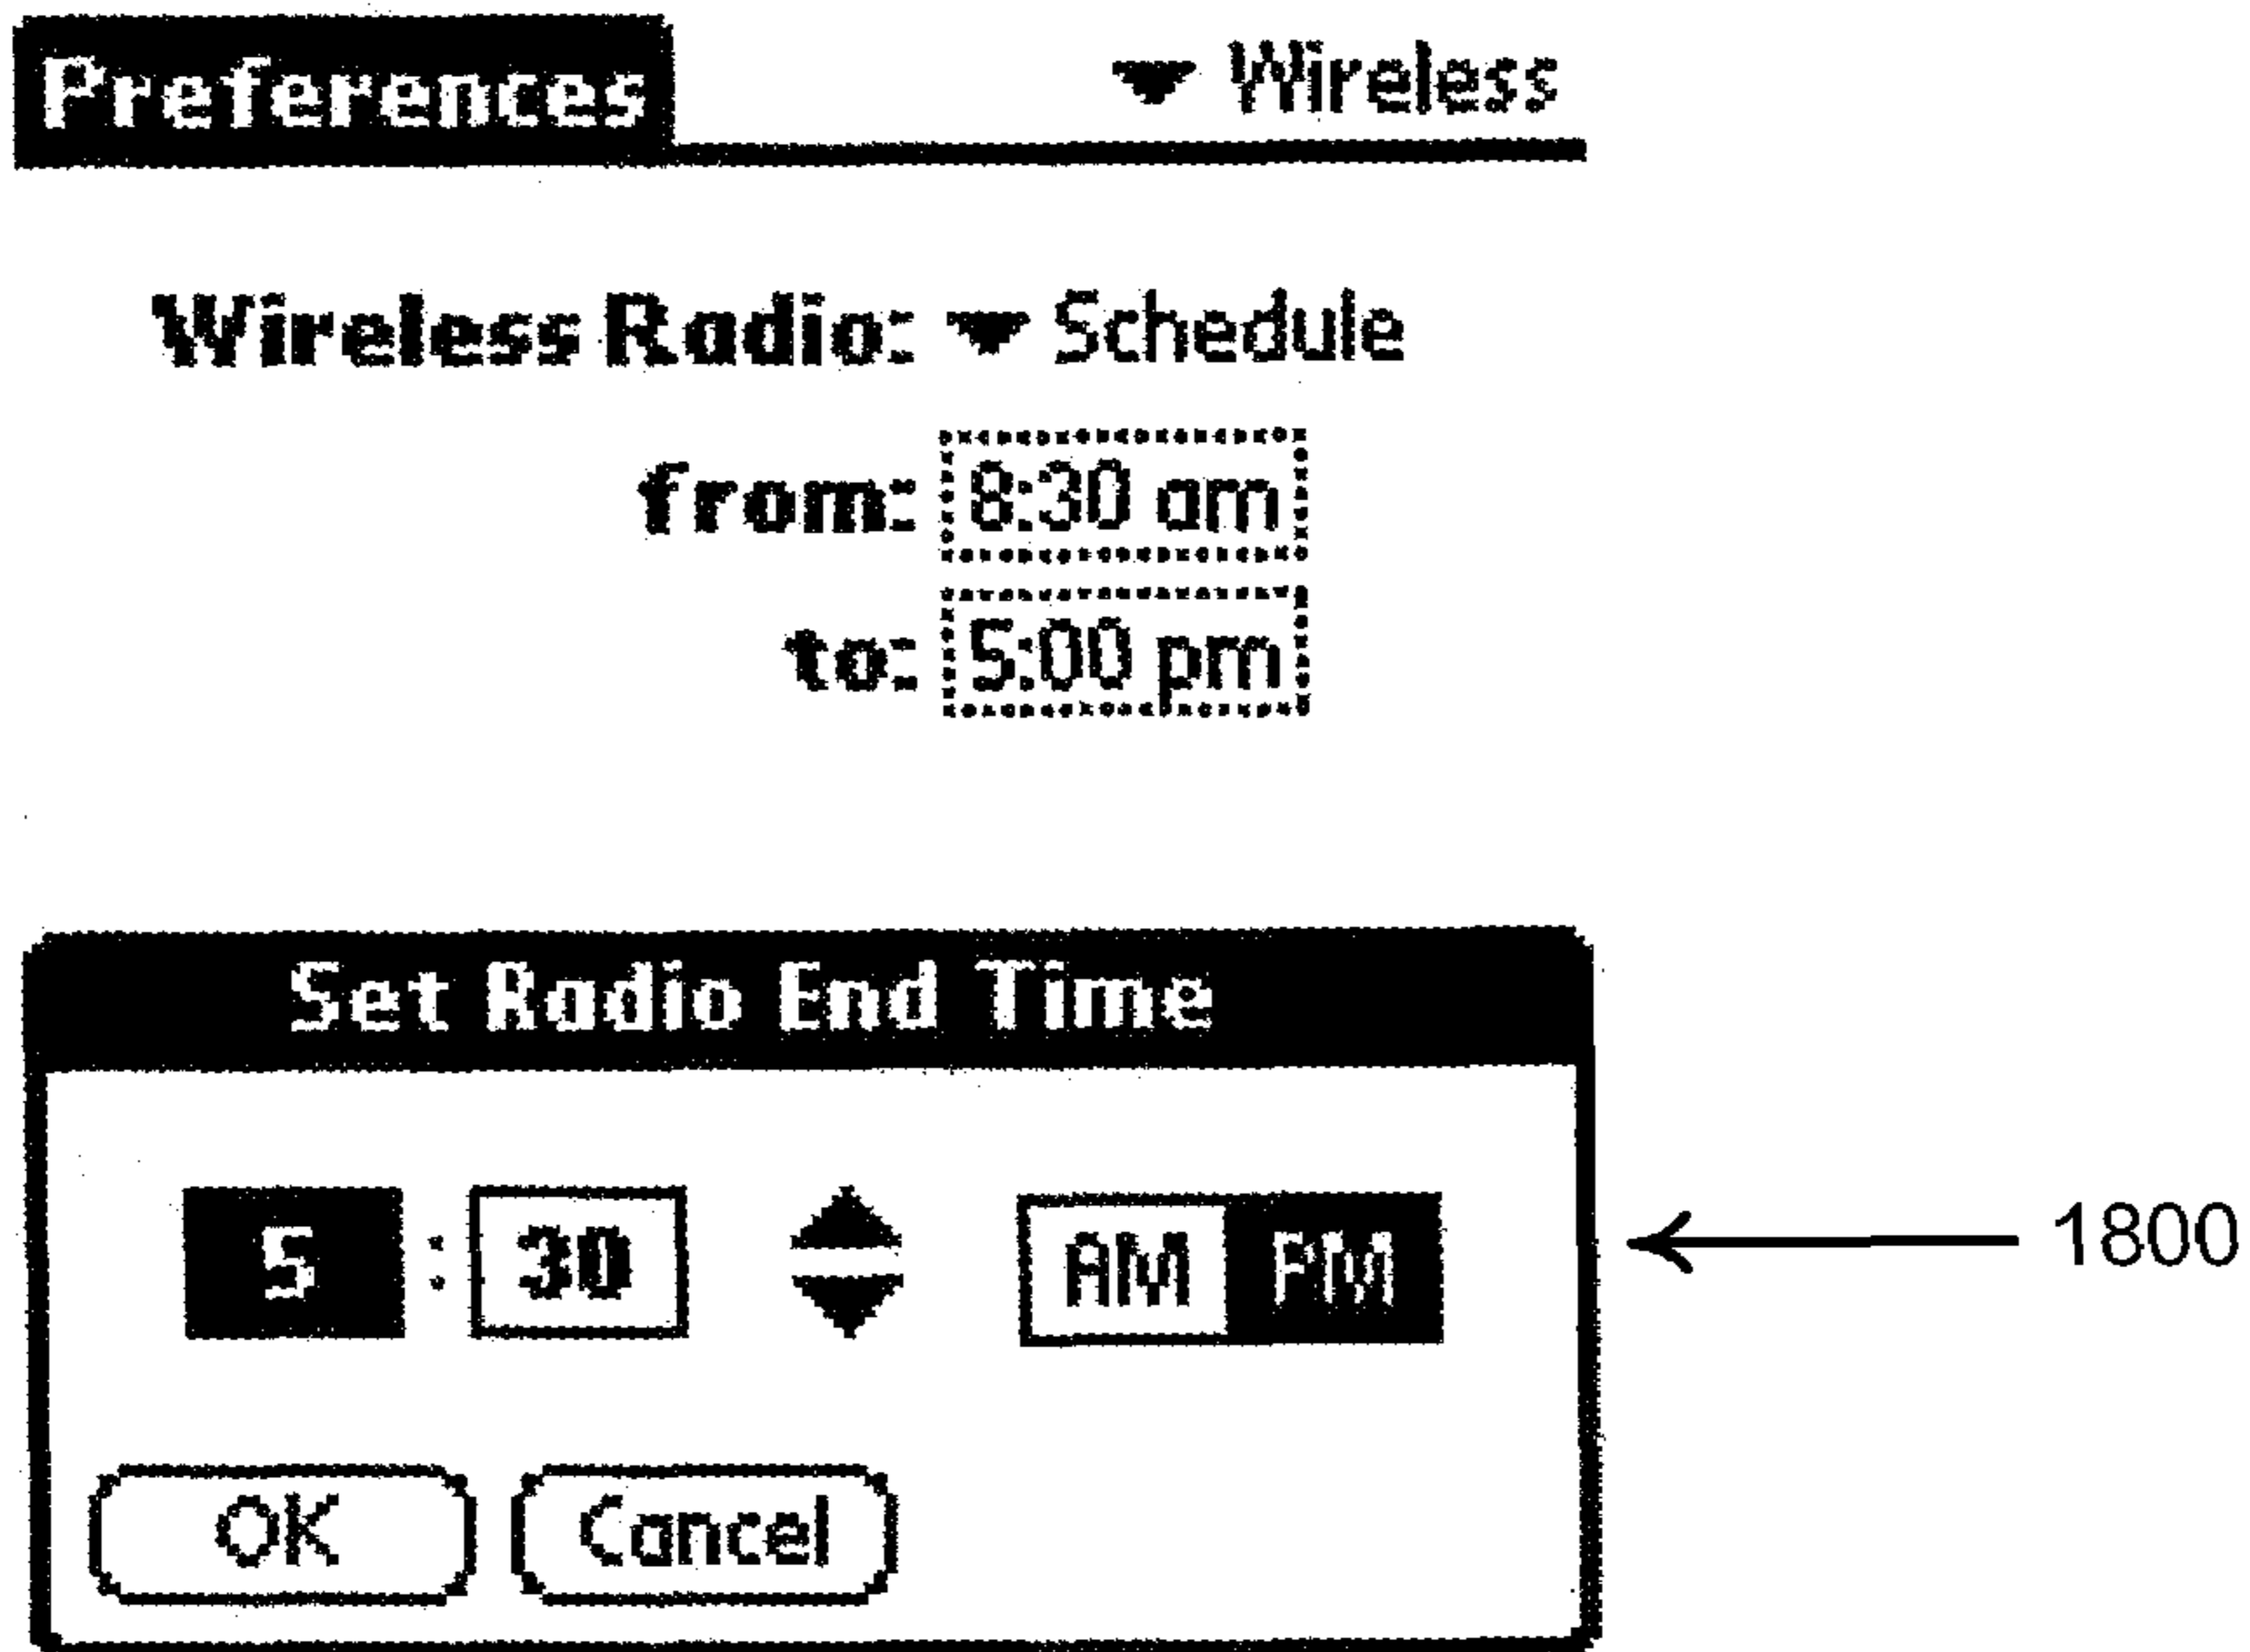 Preferences ▼ Wireless
Wireless Radio: ▼ Schedule
from: 8:30 am
to: 5:00 pm
Set Radio End Time
5 : 30 AM PM
1800
OK Cancel